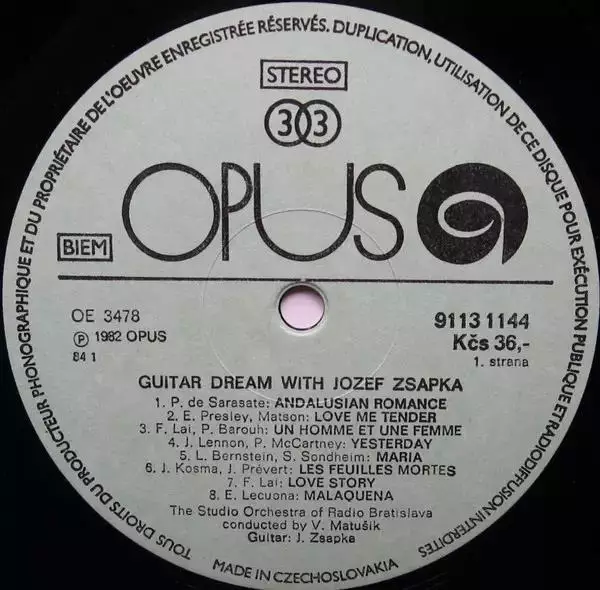 TOUS DROITS DU PRODUCTEUR PHONOGRAPHIQUE ET DU PROPRIÉTAIRE DE L'OEUVRE ENREGISTRÉE RÉSERVÉS. DUPLICATION, UTILISATION DE CE DISQUE POUR EXÉCUTION PUBLIQUE ET RADIODIFFUSION INTERDITES
STEREO
33
OPUS
BIEM
OE 3478
Ⓟ 1982 OPUS
84 1
9113 1144
Kčs 36,-
1. strana
GUITAR DREAM WITH JOZEF ZSAPKA
1. P. de Sarasate: ANDALUSIAN ROMANCE
2. E. Presley, Matson: LOVE ME TENDER
3. F. Lai, P. Barouh: UN HOMME ET UNE FEMME
4. J. Lennon, P. McCartney: YESTERDAY
5. L. Bernstein, S. Sondheim: MARIA
6. J. Kosma, J. Prévert: LES FEUILLES MORTES
7. F. Lai: LOVE STORY
8. E. Lecuona: MALAQUENA
The Studio Orchestra of Radio Bratislava
conducted by V. Matušík
Guitar: J. Zsapka
MADE IN CZECHOSLOVAKIA